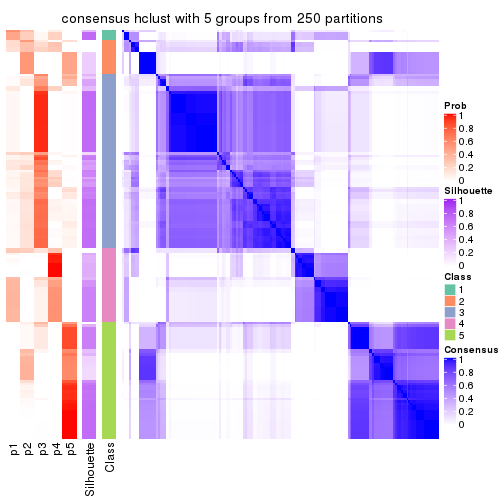 consensus hclust with 5 groups from 250 partitions
Prob
1
0.8
0.6
0.4
0.2
0
Silhouette
1
0.8
0.6
0.4
0.2
0
Class
1
2
3
4
5
Consensus
1
0.8
0.6
0.4
0.2
0
p1
p2
p3
p4
p5
Silhouette
Class